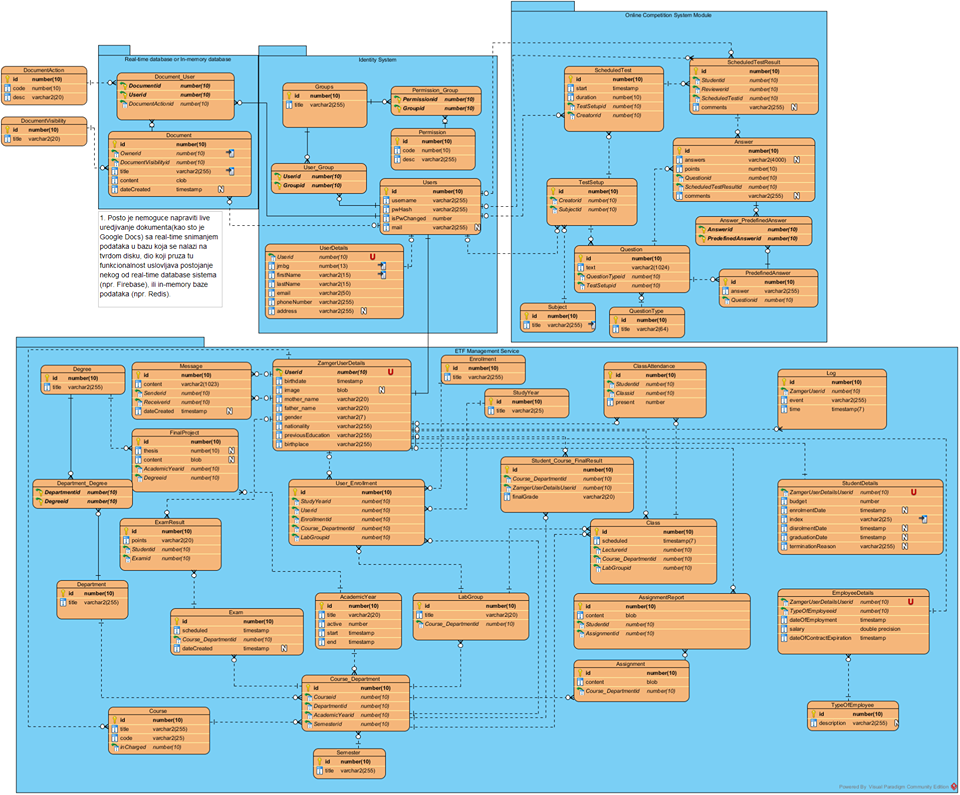 Online Competition System Module
Real-time database or In-memory database
Identity System
DocumentAction
id number(10)
code number(10)
desc varchar2(20)
DocumentVisibility
id number(10)
title varchar2(20)
Document_User
Documentid number(10)
Userid number(10)
DocumentActionid number(10)
Document
id number(10)
Ownerid number(10)
DocumentVisibilityid number(10)
title varchar2(255)
content clob
dateCreated timestamp N
1. Posto je nemoguce napraviti live
uredjivanje dokumenta(kao sto je
Google Docs) sa real-time snimanjem
podataka u bazu koja se nalazi na
tvrdom disku, dio koji pruza tu
funkcionalnost uslovljava postojanje
nekog od real-time database sistema
(npr. Firebase), ili in-memory baze
podataka (npr. Redis).
Groups
id number(10)
title varchar2(255)
Permission_Group
Permissionid number(10)
Groupid number(10)
Permission
id number(10)
code number(10)
desc varchar2(255)
User_Group
Userid number(10)
Groupid number(10)
Users
id number(10)
username varchar2(255)
pwHash varchar2(255)
isPwChanged number
mail varchar2(255) N
UserDetails
Userid number(10) U
jmbg number(13)
firstName varchar2(15)
lastName varchar2(15)
email varchar2(50)
phoneNumber varchar2(255)
address varchar2(255) N
ScheduledTest
id number(10)
start timestamp
duration number(10)
TestSetupid number(10)
Creatorid number(10)
ScheduledTestResult
id number(10)
Studentid number(10)
Reviewerid number(10)
ScheduledTestid number(10)
comments varchar2(255) N
Answer
id number(10)
answers varchar2(4000) N
points number(10)
Questionid number(10)
ScheduledTestResultid number(10)
comments varchar2(255) N
TestSetup
id number(10)
Creatorid number(10)
Subjectid number(10)
Answer_PredefinedAnswer
Answerid number(10)
PredefinedAnswerid number(10)
Question
id number(10)
text varchar2(1024)
QuestionTypeid number(10)
TestSetupid number(10)
PredefinedAnswer
id number(10)
answer varchar2(255)
Questionid number(10)
Subject
id number(10)
title varchar2(255)
QuestionType
id number(10)
title varchar2(64)
ETF Management Service
Degree
id number(10)
title varchar2(255)
Message
id number(10)
content varchar2(1023)
Senderid number(10)
Receiverid number(10)
dateCreated timestamp N
ZamgerUserDetails
Userid number(10) U
birthdate timestamp
image blob N
mother_name varchar2(20)
father_name varchar2(20)
gender varchar2(7)
nationality varchar2(255)
previousEducation varchar2(255)
birthplace varchar2(255)
Enrollment
id number(10)
title varchar2(255)
StudyYear
id number(10)
title varchar2(25)
ClassAttendance
id number(10)
Studentid number(10)
Classid number(10)
present number
Log
id number(10)
ZamgerUserid number(10)
event varchar2(255)
time timestamp(7)
FinalProject
id number(10)
thesis number(10) N
content blob N
AcademicYearid number(10)
Degreeid number(10)
Department_Degree
Departmentid number(10)
Degreeid number(10)
User_Enrollment
id number(10)
StudyYearid number(10)
Userid number(10)
Enrollmentid number(10)
Course_Departmentid number(10)
LabGroupid number(10)
Student_Course_FinalResult
id number(10)
Course_Departmentid number(10)
ZamgerUserDetailsUserid number(10)
finalGrade varchar2(20)
StudentDetails
ZamgerUserDetailsUserid number(10) U
budget number
enrolmentDate timestamp N
index varchar2(25)
disrolmentDate timestamp N
graduationDate timestamp N
terminationReason varchar2(255) N
ExamResult
id number(10)
points varchar2(20)
Studentid number(10)
Examid number(10)
Class
id number(10)
scheduled timestamp(7)
Lecturerid number(10)
Course_Departmentid number(10)
LabGroupid number(10)
Department
id number(10)
title varchar2(255)
Exam
id number(10)
scheduled timestamp
Course_Departmentid number(10)
dateCreated timestamp N
AcademicYear
id number(10)
title varchar2(20)
active number
start timestamp
end timestamp
LabGroup
id number(10)
title varchar2(20)
Course_Departmentid number(10)
AssignmentReport
id number(10)
content blob
Studentid number(10)
Assignmentid number(10)
EmployeeDetails
ZamgerUserDetailsUserid number(10) U
TypeOfEmployeeid number(10)
dateOfEmployment timestamp
salary double precision
dateOfContractExpiration timestamp
Assignment
id number(10)
content blob
Course_Departmentid number(10)
Course_Department
id number(10)
Courseid number(10)
Departmentid number(10)
AcademicYearid number(10)
Semesterid number(10)
Course
id number(10)
title varchar2(255)
code varchar2(25)
inCharged number(10)
TypeOfEmployee
id number(10)
description varchar2(255) N
Semester
id number(10)
title varchar2(255)
Powered By Visual Paradigm Community Edition